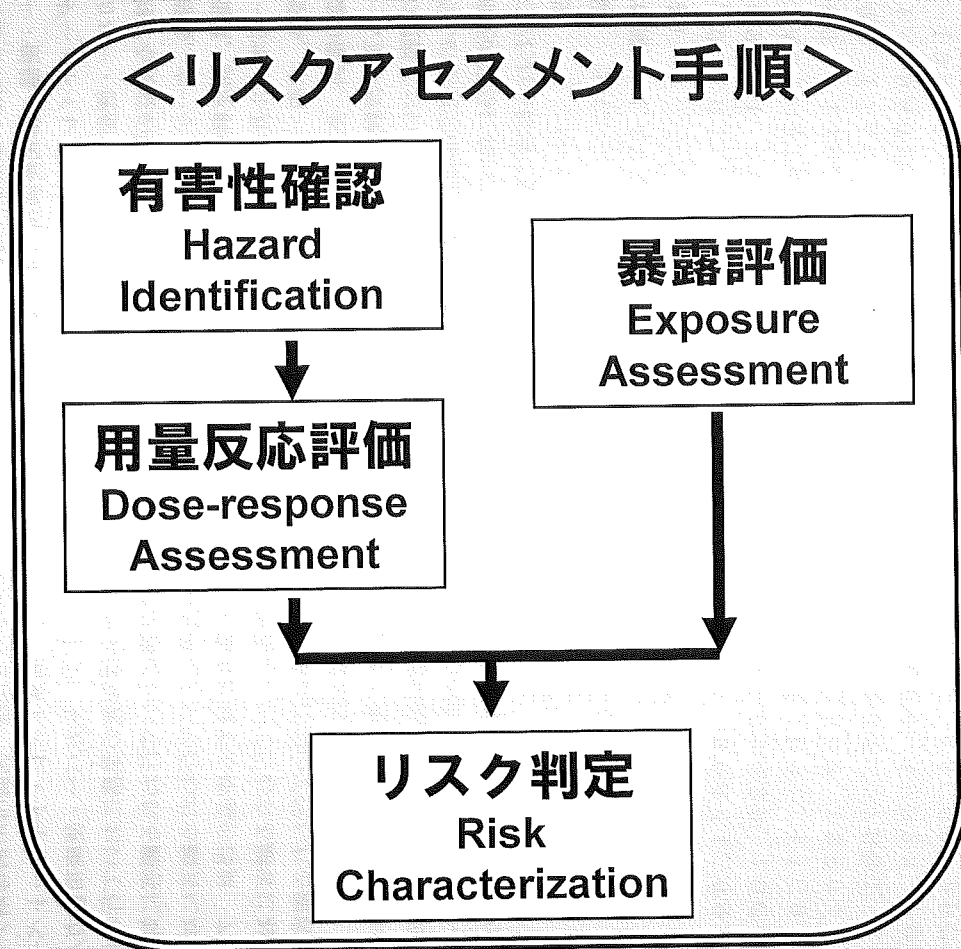 ＜リスクアセスメント手順＞
有害性確認
Hazard
Identification
暴露評価
Exposure
Assessment
用量反応評価
Dose-response
Assessment
リスク判定
Risk
Characterization